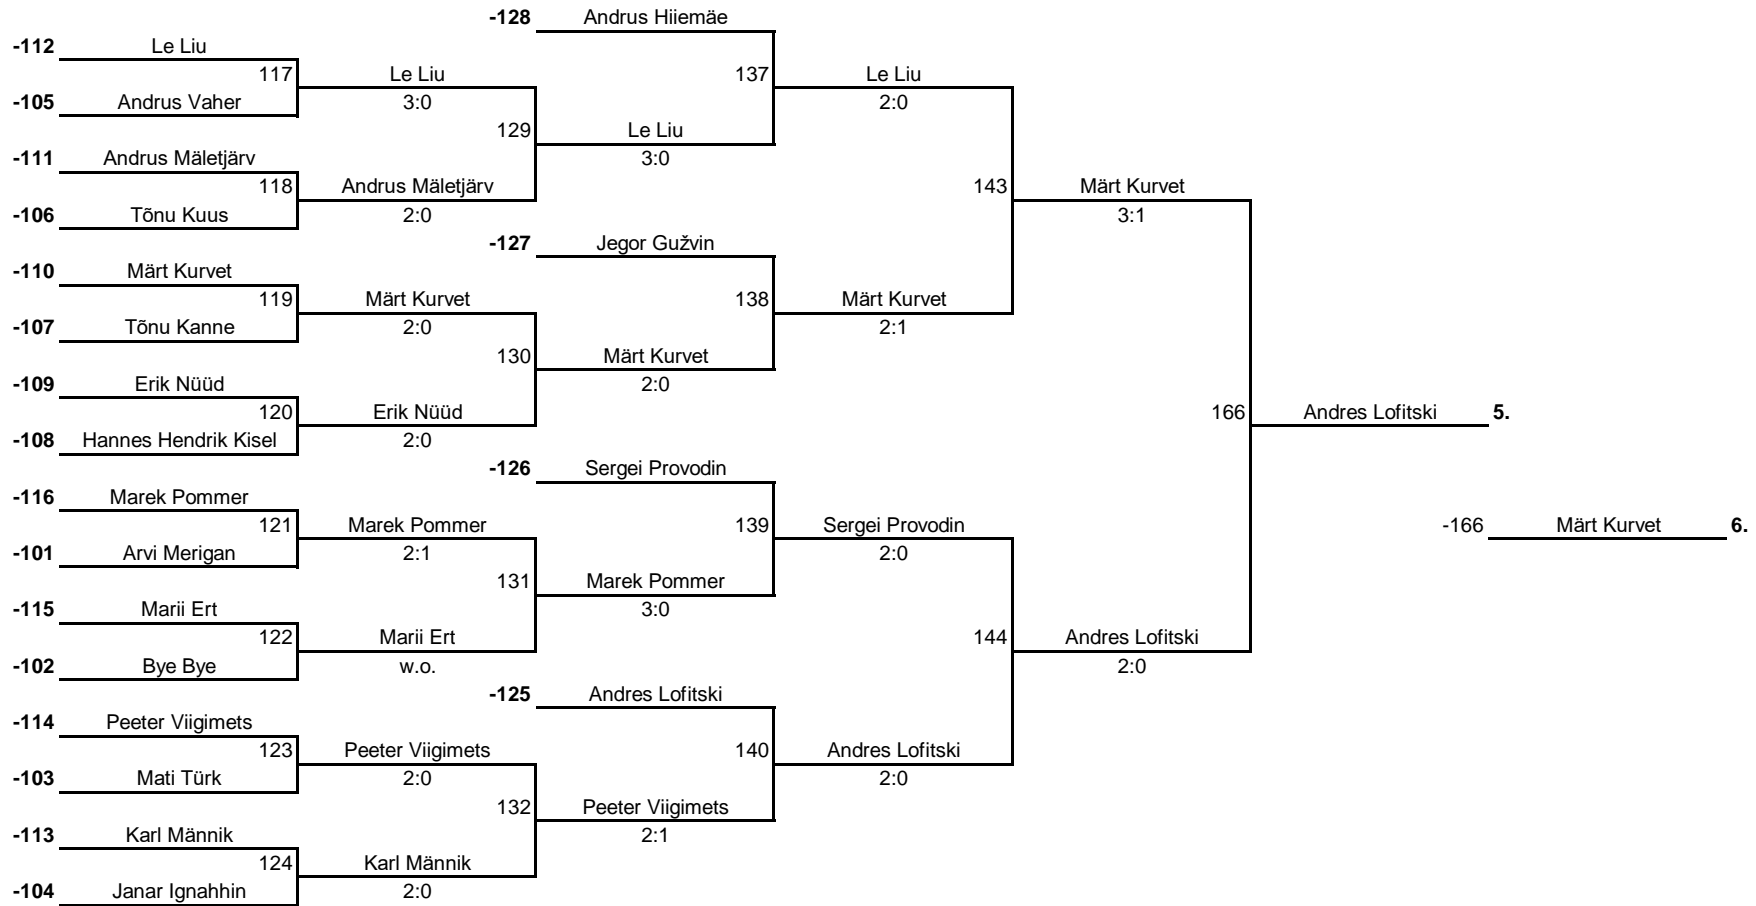 -128 Andrus Hiiemäe
-112 Le Liu
117 Le Liu 137 Le Liu
-105 Andrus Vaher 3:0 2:0
129 Le Liu
-111 Andrus Mäletjärv 3:0
118 Andrus Mäletjärv 143 Märt Kurvet
-106 Tõnu Kuus 2:0 3:1
-127 Jegor Gužvin
-110 Märt Kurvet
119 Märt Kurvet 138 Märt Kurvet
-107 Tõnu Kanne 2:0 2:1
130 Märt Kurvet
-109 Erik Nüüd 2:0
120 Erik Nüüd 166 Andres Lofitski 5.
-108 Hannes Hendrik Kisel 2:0
-126 Sergei Provodin
-116 Marek Pommer
121 Marek Pommer 139 Sergei Provodin -166 Märt Kurvet 6.
-101 Arvi Merigan 2:1 2:0
131 Marek Pommer
-115 Marii Ert 3:0
122 Marii Ert 144 Andres Lofitski
-102 Bye Bye w.o. 2:0
-125 Andres Lofitski
-114 Peeter Viigimets
123 Peeter Viigimets 140 Andres Lofitski
-103 Mati Türk 2:0 2:0
132 Peeter Viigimets
-113 Karl Männik 2:1
124 Karl Männik
-104 Janar Ignahhin 2:0